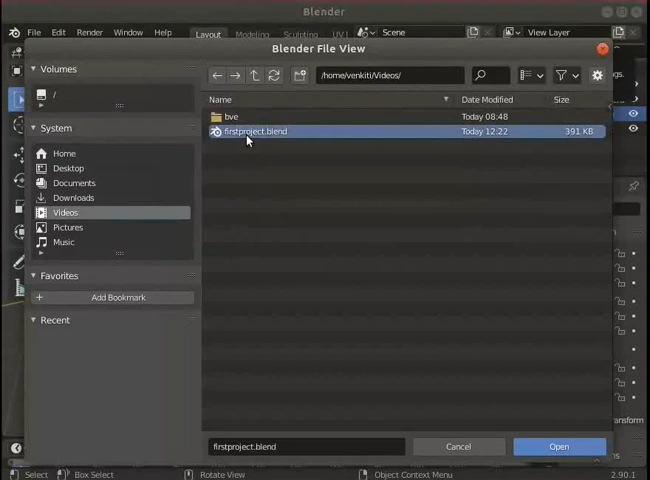 Blender
File Edit Render Window Help Layout Modeling Sculpting UV Scene View Layer
Blender File View
Volumes
/
System
Home
Desktop
Documents
Downloads
Videos
Pictures
Music
Favorites
Add Bookmark
Recent
/home/venkiti/Videos/
Name Date Modified Size
bve Today 08:48
firstproject.blend Today 12:22 391 KB
firstproject.blend Cancel Open
Select Box Select Rotate View Object Context Menu 2.90.1